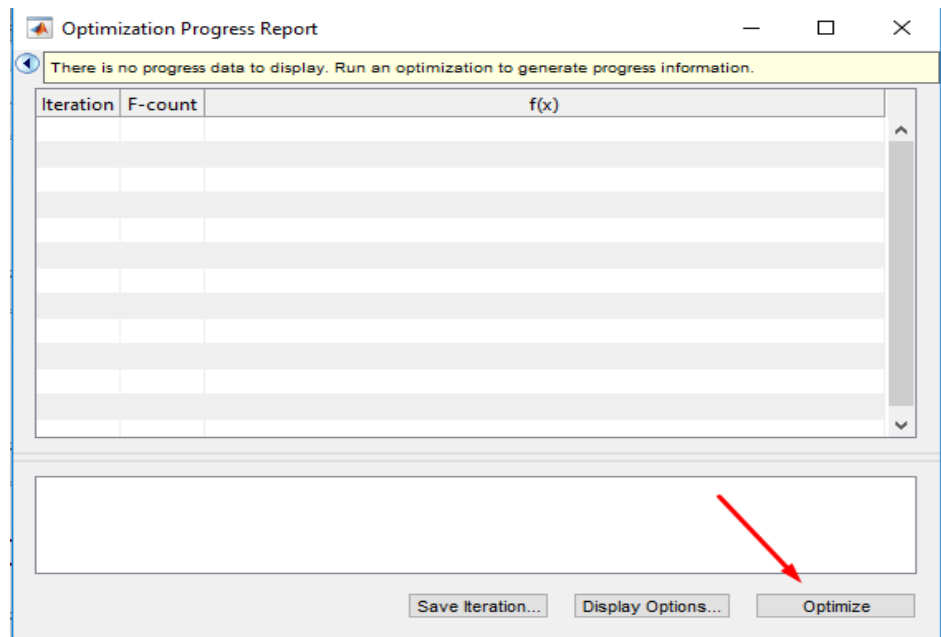 Optimization Progress Report
There is no progress data to display. Run an optimization to generate progress information.
Iteration F-count f(x)
Save Iteration... Display Options... Optimize